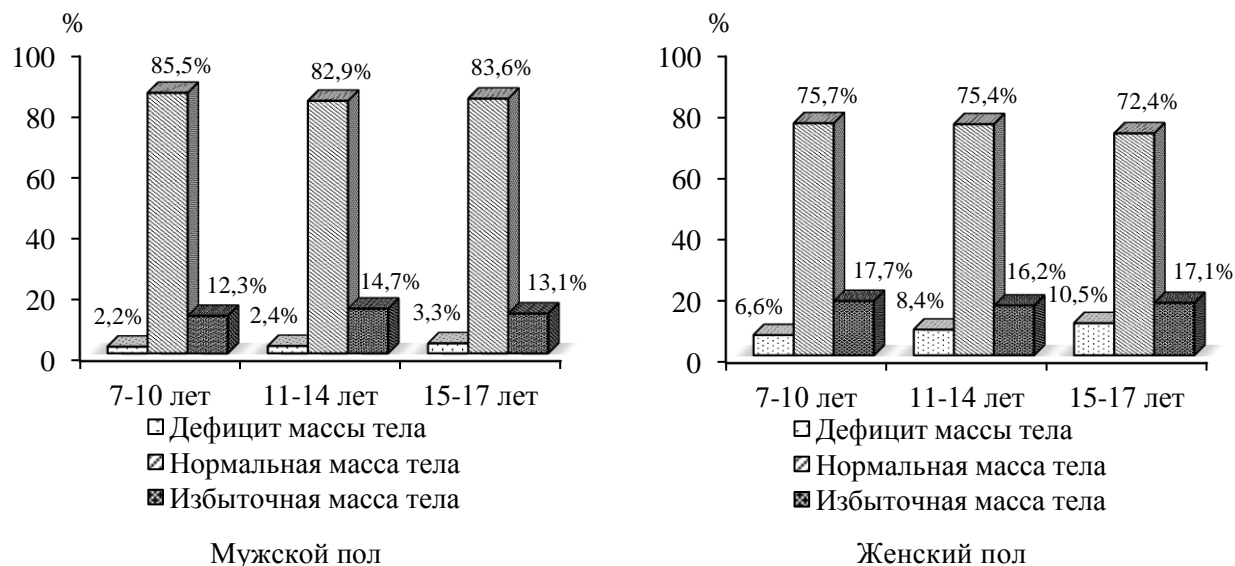 %
100
80
60
40
20
0
85,5%
82,9%
83,6%
2,2%
12,3%
2,4%
14,7%
3,3%
13,1%
7-10 лет
11-14 лет
15-17 лет
Дефицит массы тела
Нормальная масса тела
Избыточная масса тела
Мужской пол
%
100
80
60
40
20
0
75,7%
75,4%
72,4%
6,6%
17,7%
8,4%
16,2%
10,5%
17,1%
7-10 лет
11-14 лет
15-17 лет
Дефицит массы тела
Нормальная масса тела
Избыточная масса тела
Женский пол